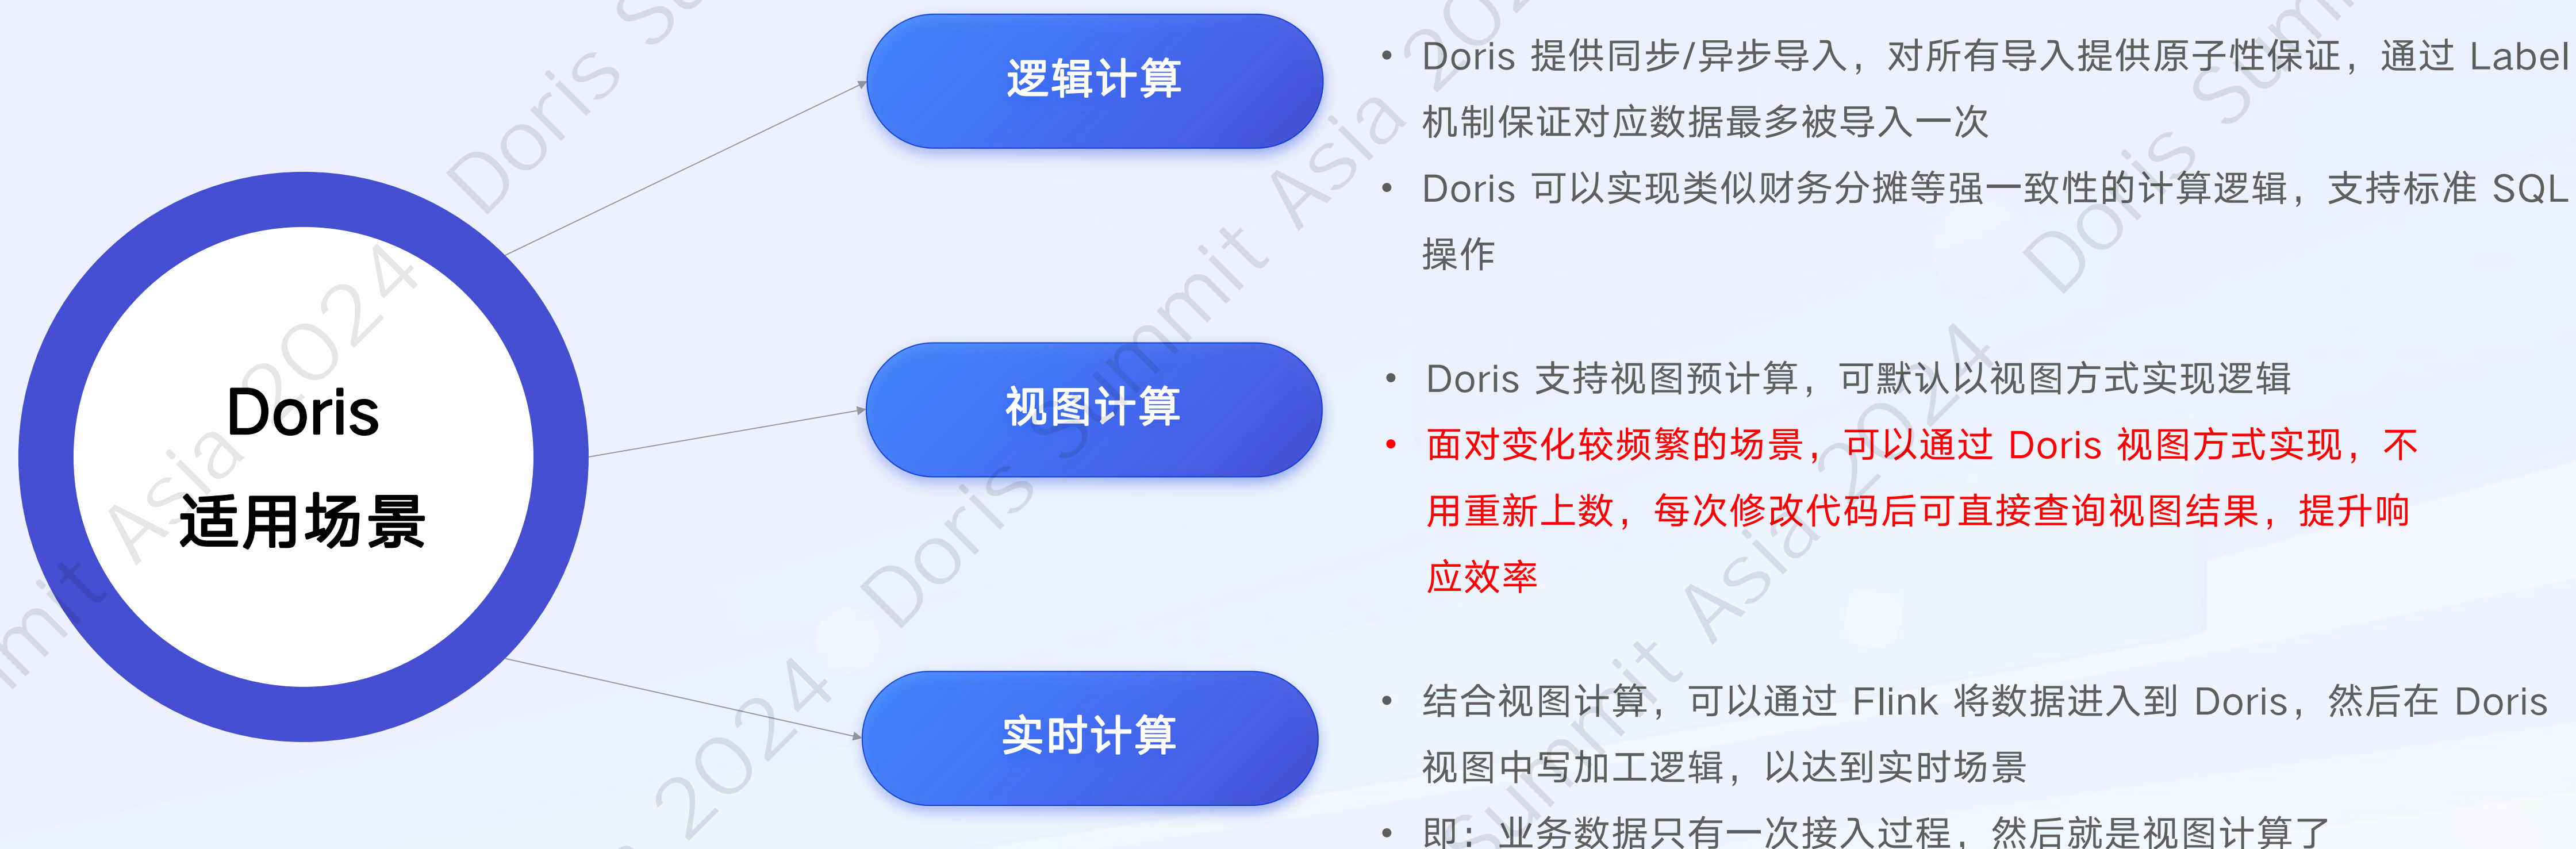 Doris
适用场景
逻辑计算
• Doris 提供同步/异步导入，对所有导入提供原子性保证，通过 Label
机制保证对应数据最多被导入一次
• Doris 可以实现类似财务分摊等强一致性的计算逻辑，支持标准 SQL
操作
视图计算
• Doris 支持视图预计算，可默认以视图方式实现逻辑
• 面对变化较频繁的场景，可以通过 Doris 视图方式实现，不
用重新上数，每次修改代码后可直接查询视图结果，提升响
应效率
实时计算
• 结合视图计算，可以通过 Flink 将数据进入到 Doris，然后在 Doris
视图中写加工逻辑，以达到实时场景
• 即：业务数据只有一次接入过程，然后就是视图计算了
Doris Summit Asia 2024
Doris Summit Asia 2024